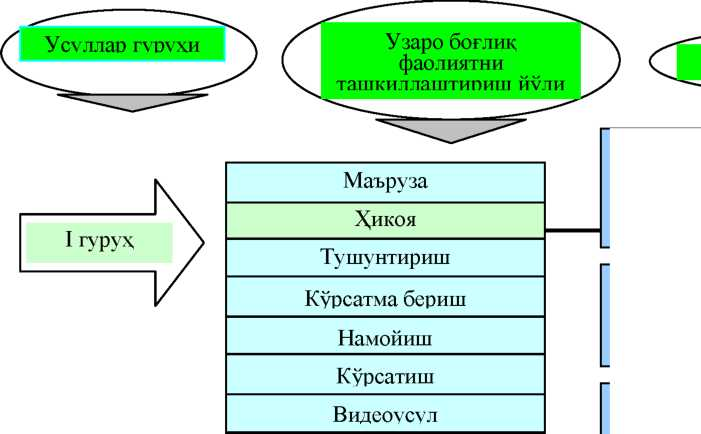 Усуллар гуруҳи
Узаро боғлиқ
фаолиятни
ташкиллаштириш йўли
I гуруҳ
Маъруза
Ҳикоя
Тушунтириш
Кўрсатма бериш
Намойиш
Кўрсатиш
Видеоусул